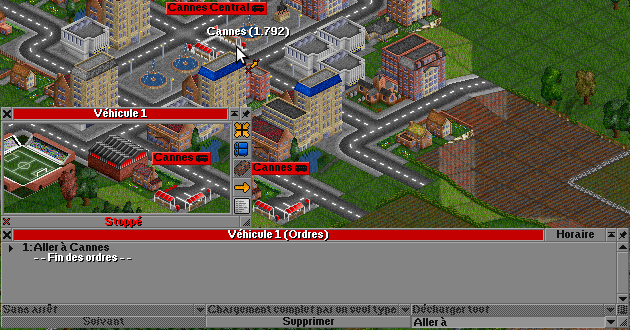 Cannes Central
Cannes (1.792)
Véhicule 1
Cannes
Cannes
Stoppé
Véhicule 1 (Ordres)
Horaire
1: Aller à Cannes
- - Fin des ordres - -
Sans arrêt
Chargement complet pas un seul type
Décharger tout
Suivant
Supprimer
Aller à